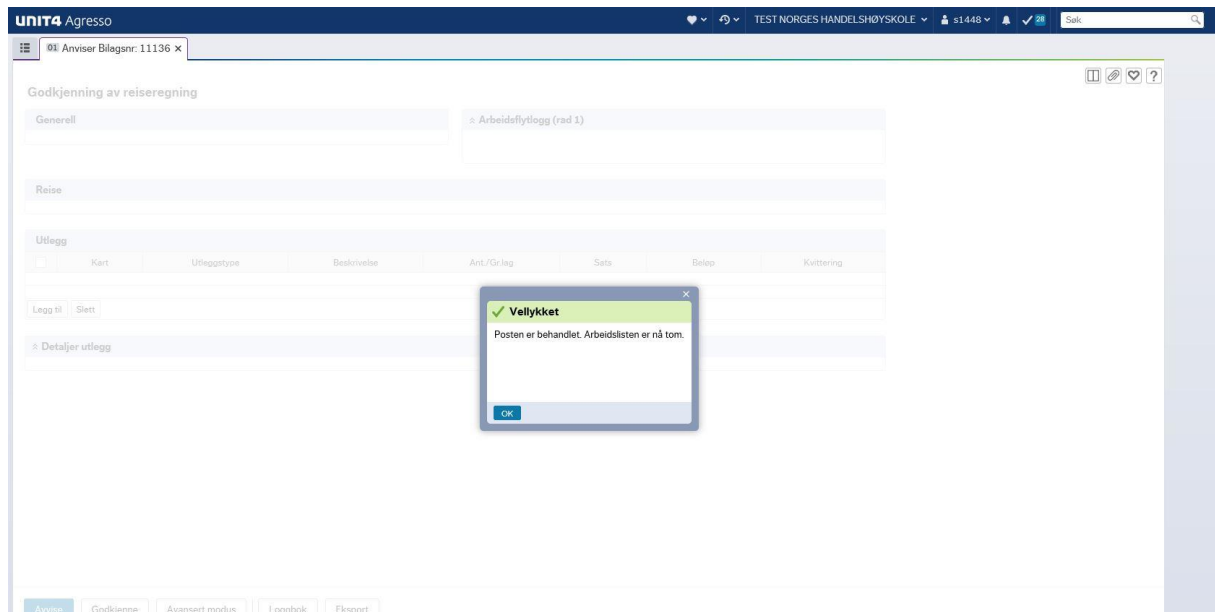 UNIT4 Agresso
TEST NORGES HANDELSHØYSKOLE
s1448
28
Søk
01 Anviser Bilagsnr: 11136 ×
?
Godkjenning av reiseregning
Generell
Arbeidsflytlogg (rad 1)
Reise
Utlegg
Kart Utleggstype Beskrivelse Ant./Gr.lag Sats Beløp Kvittering
Legg til Slett
Detaljer utlegg
×
Vellykket
Posten er behandlet. Arbeidslisten er nå tom.
OK
Avvise Godkjenne Avansert modus Loggbok Eksport